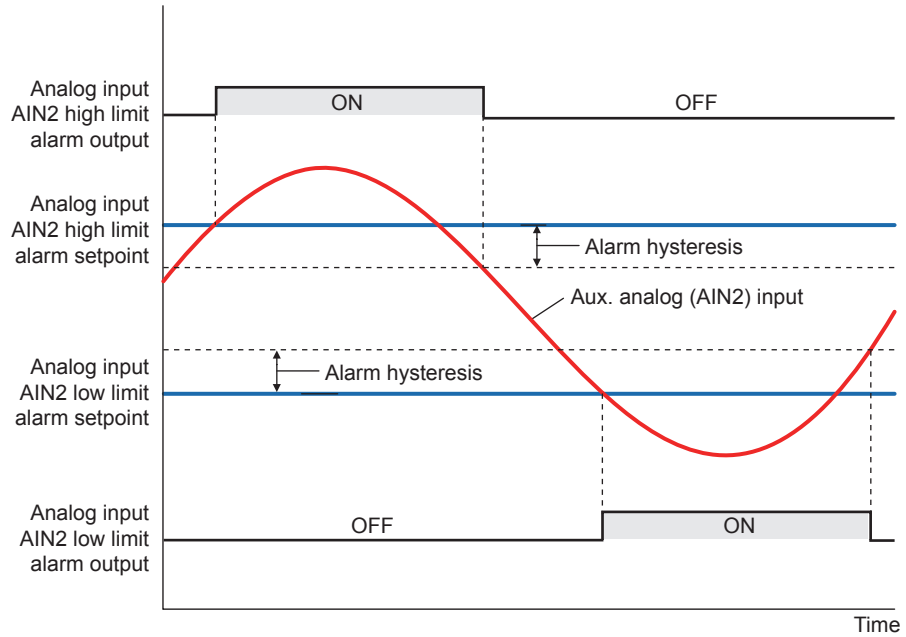 Analog input
AIN2 high limit
alarm output
ON
OFF
Analog input
AIN2 high limit
alarm setpoint
Alarm hysteresis
Aux. analog (AIN2) input
Analog input
AIN2 low limit
alarm setpoint
Alarm hysteresis
Analog input
AIN2 low limit
alarm output
OFF
ON
Time